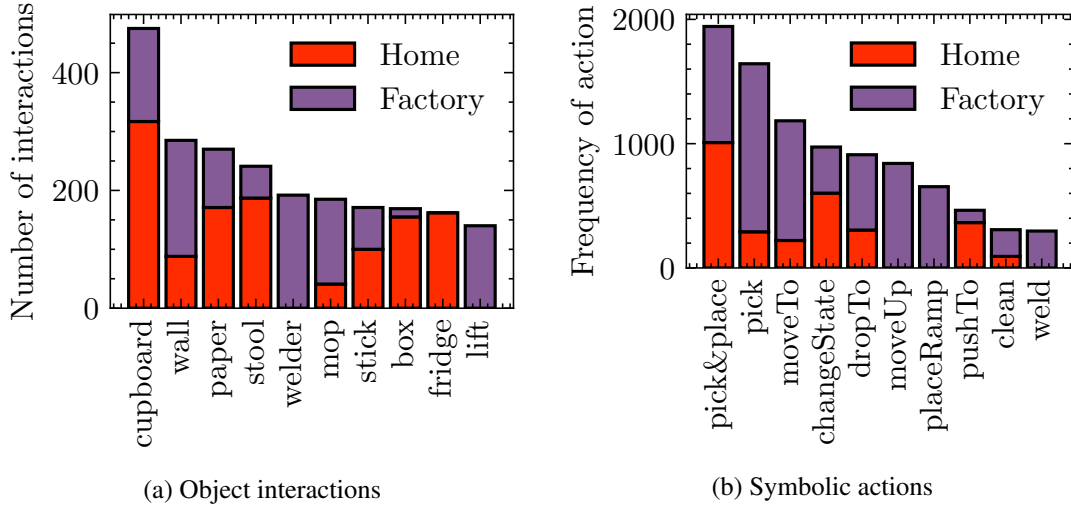 Number of interactions
400
200
0
Home
Factory
cupboard
wall
paper
stool
welder
mop
stick
box
fridge
lift
(a) Object interactions
Frequency of action
2000
1000
0
Home
Factory
pick&place
pick
moveTo
changeState
dropTo
moveUp
placeRamp
pushTo
clean
weld
(b) Symbolic actions